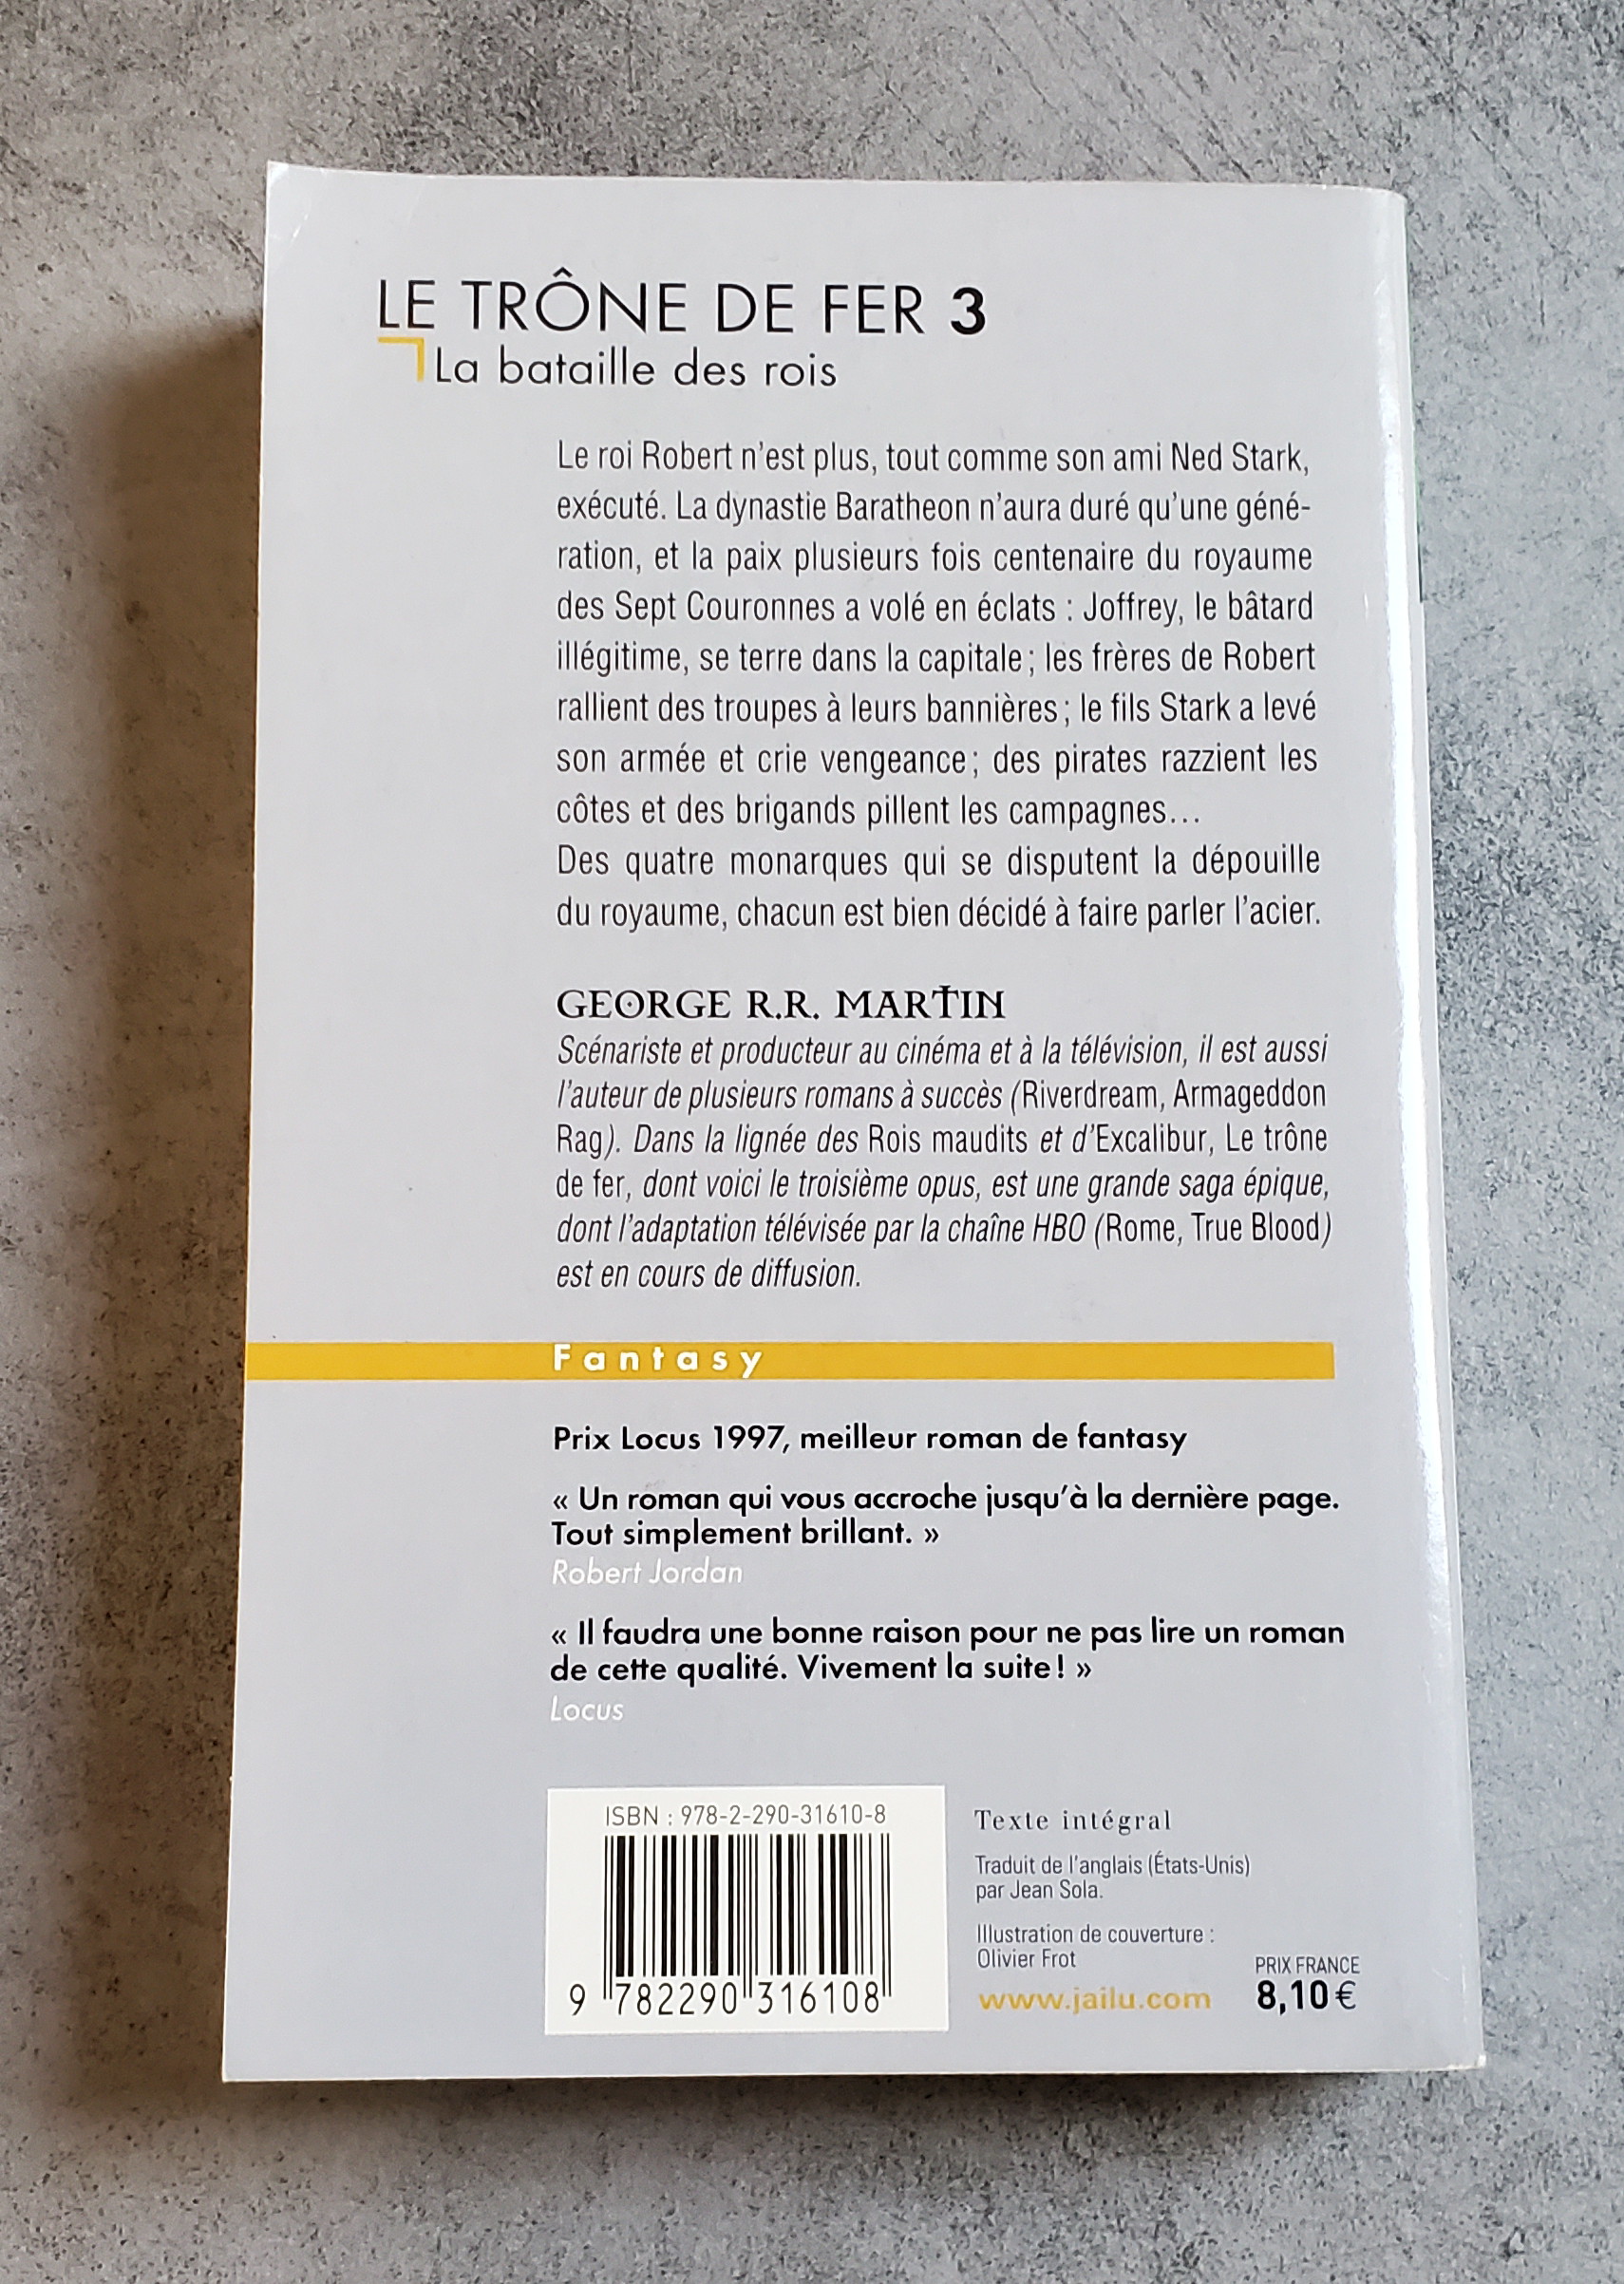 LE TRÔNE DE FER 3
La bataille des rois
Le roi Robert n'est plus, tout comme son ami Ned Stark,
exécuté. La dynastie Baratheon n'aura duré qu'une géné-
ration, et la paix plusieurs fois centenaire du royaume
des Sept Couronnes a volé en éclats : Joffrey, le bâtard
illégitime, se terre dans la capitale ; les frères de Robert
rallient des troupes à leurs bannières ; le fils Stark a levé
son armée et crie vengeance ; des pirates razzient les
côtes et des brigands pillent les campagnes…
Des quatre monarques qui se disputent la dépouille
du royaume, chacun est bien décidé à faire parler l'acier.
GEORGE R.R. MARTIN
Scénariste et producteur au cinéma et à la télévision, il est aussi
l'auteur de plusieurs romans à succès (Riverdream, Armageddon
Rag). Dans la lignée des Rois maudits et d'Excalibur, Le trône
de fer, dont voici le troisième opus, est une grande saga épique,
dont l'adaptation télévisée par la chaîne HBO (Rome, True Blood)
est en cours de diffusion.
Fantasy
Prix Locus 1997, meilleur roman de fantasy
« Un roman qui vous accroche jusqu'à la dernière page.
Tout simplement brillant. »
Robert Jordan
« Il faudra une bonne raison pour ne pas lire un roman
de cette qualité. Vivement la suite ! »
Locus
ISBN : 978-2-290-31610-8
9 782290 316108
Texte intégral
Traduit de l'anglais (États-Unis)
par Jean Sola.
Illustration de couverture :
Olivier Frot
www.jailu.com
PRIX FRANCE
8,10 €